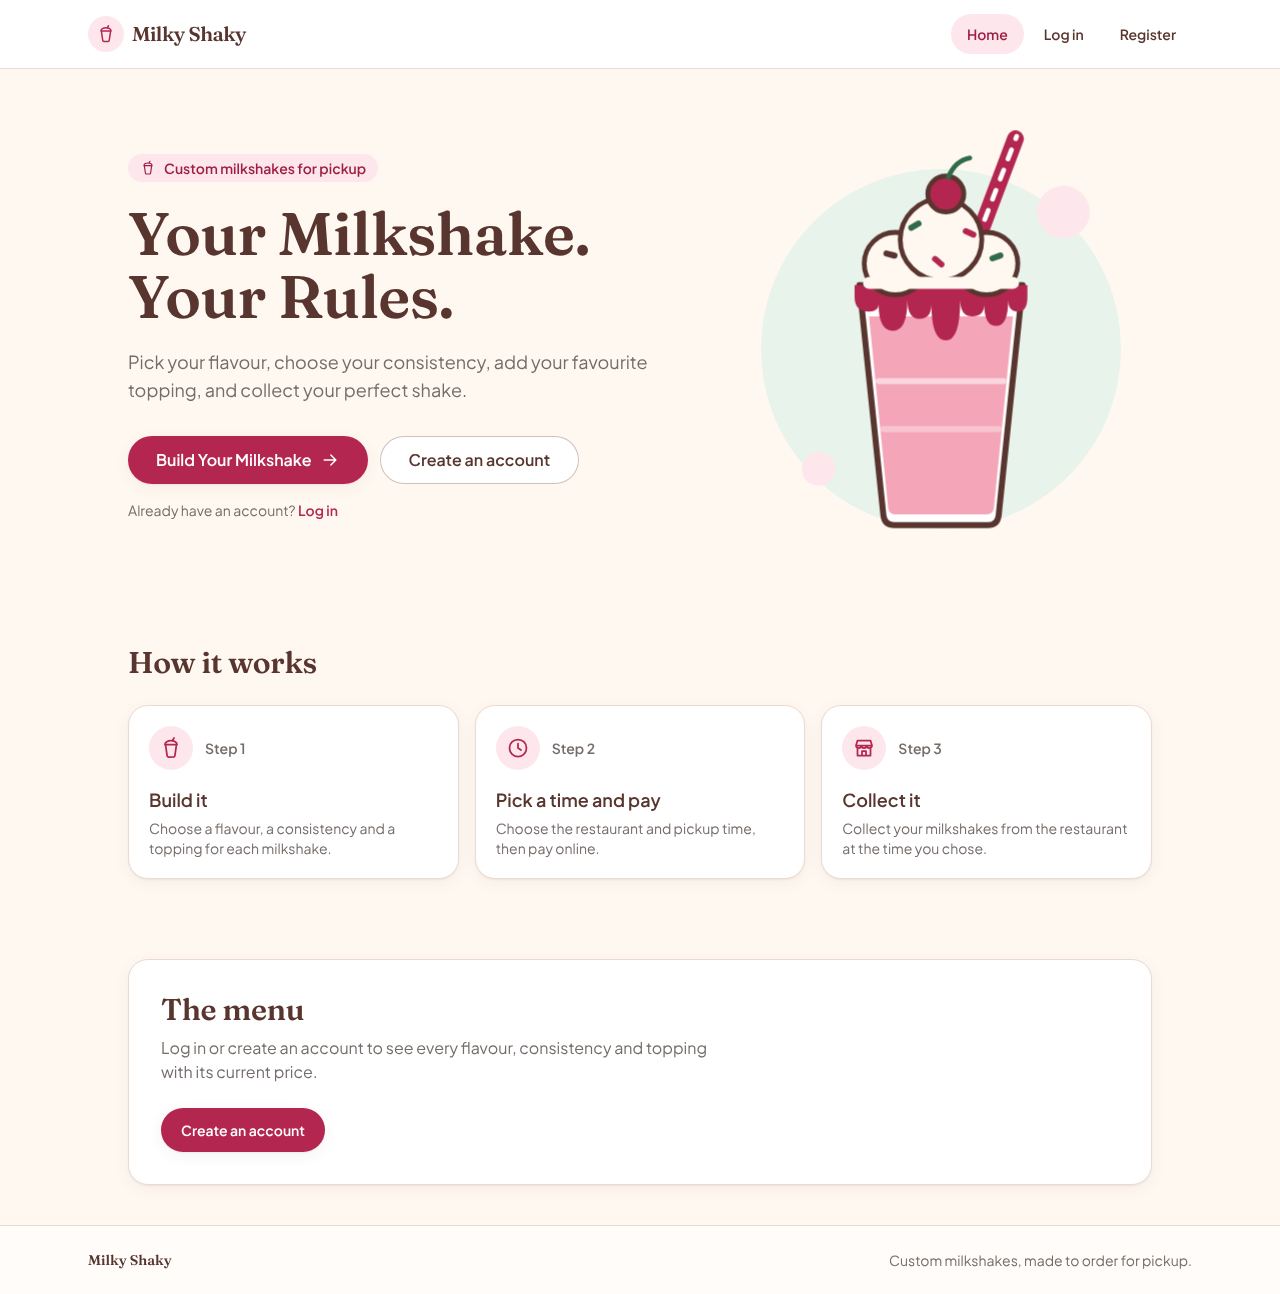 Milky Shaky
Home
Log in
Register
Custom milkshakes for pickup
Your Milkshake.
Your Rules.
Pick your flavour, choose your consistency, add your favourite
topping, and collect your perfect shake.
Build Your Milkshake
Create an account
Already have an account? Log in
How it works
Step 1
Build it
Choose a flavour, a consistency and a
topping for each milkshake.
Step 2
Pick a time and pay
Choose the restaurant and pickup time,
then pay online.
Step 3
Collect it
Collect your milkshakes from the restaurant
at the time you chose.
The menu
Log in or create an account to see every flavour, consistency and topping
with its current price.
Create an account
Milky Shaky
Custom milkshakes, made to order for pickup.